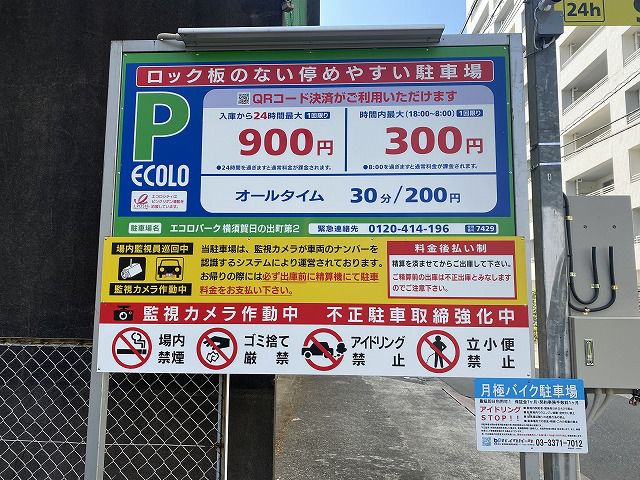 24h
ロック板のない停めやすい駐車場
P
ECOLO
QRコード決済がご利用いただけます
入庫から24時間最大 1回限り
900円
●24時間を過ぎますと通常料金が課金されます。
時間内最大 (18:00~8:00) 1回限り
300円
●8:00を過ぎますと通常料金が課金されます。
オールタイム 30分/200円
駐車場名 エコロパーク 横須賀日の出町第2 緊急連絡先 0120-414-196 7429
場内監視員巡回中
監視カメラ作動中
当駐車場は、監視カメラが車両のナンバーを
認識するシステムにより運営されております。
お帰りの際には必ず出庫前に精算機にて駐車
料金をお支払い下さい。
料金後払い制
精算を済ませてからご出庫して下さい。
ご精算前の出庫は不正出庫とみなします
のでご注意下さい。
監視カメラ作動中 不正駐車取締強化中
場内禁煙
ゴミ捨て厳禁
アイドリング禁止
立小便禁止
月極バイク駐車場
アイドリング
STOP!!
03-3371-7012